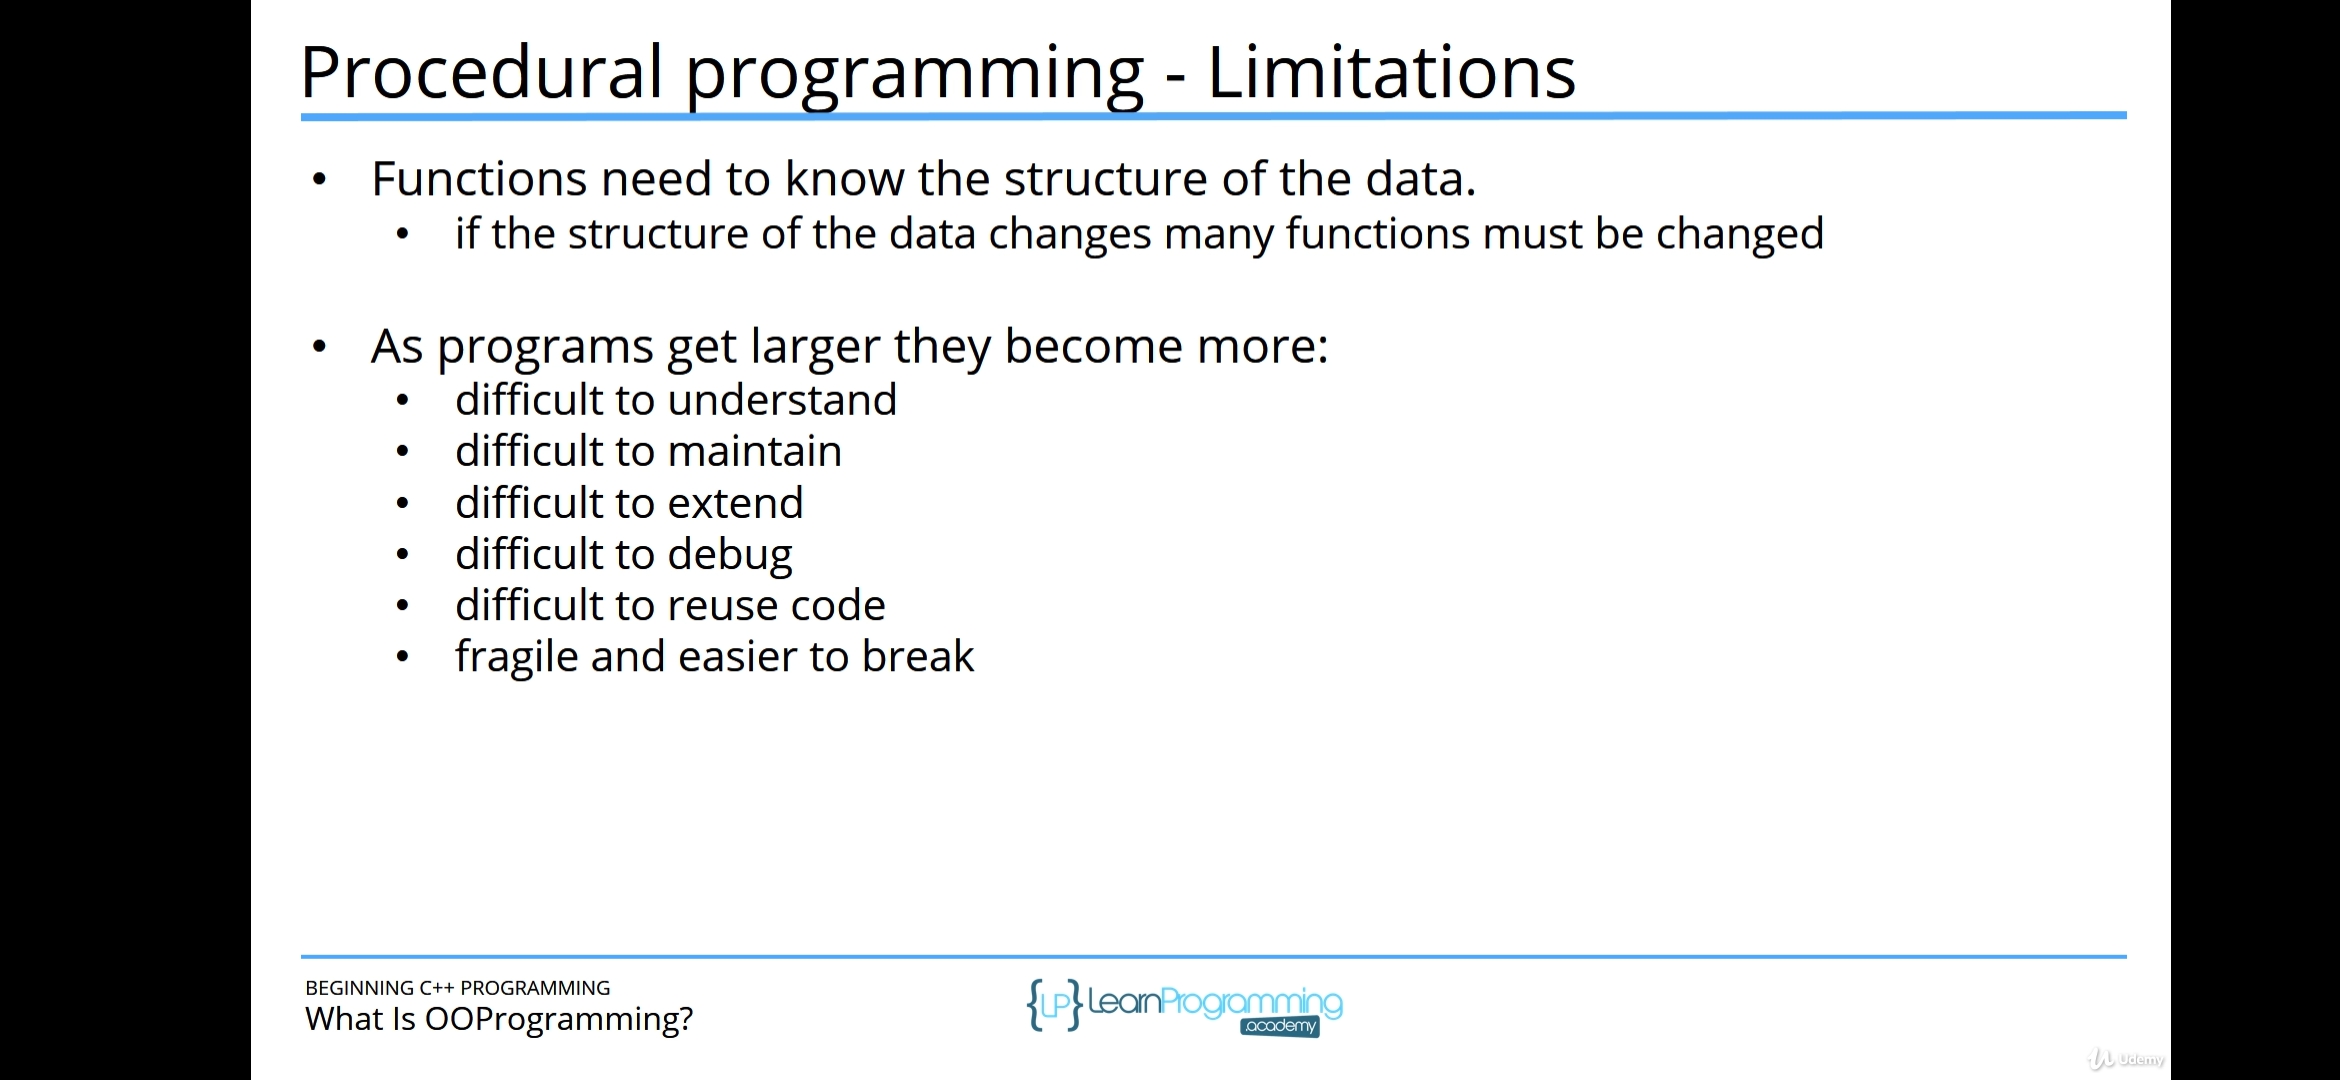 Procedural programming - Limitations
• Functions need to know the structure of the data.
• if the structure of the data changes many functions must be changed
• As programs get larger they become more:
• difficult to understand
• difficult to maintain
• difficult to extend
• difficult to debug
• difficult to reuse code
• fragile and easier to break
BEGINNING C++ PROGRAMMING
What Is OOProgramming?
{LP} LearnProgramming
academy
Udemy